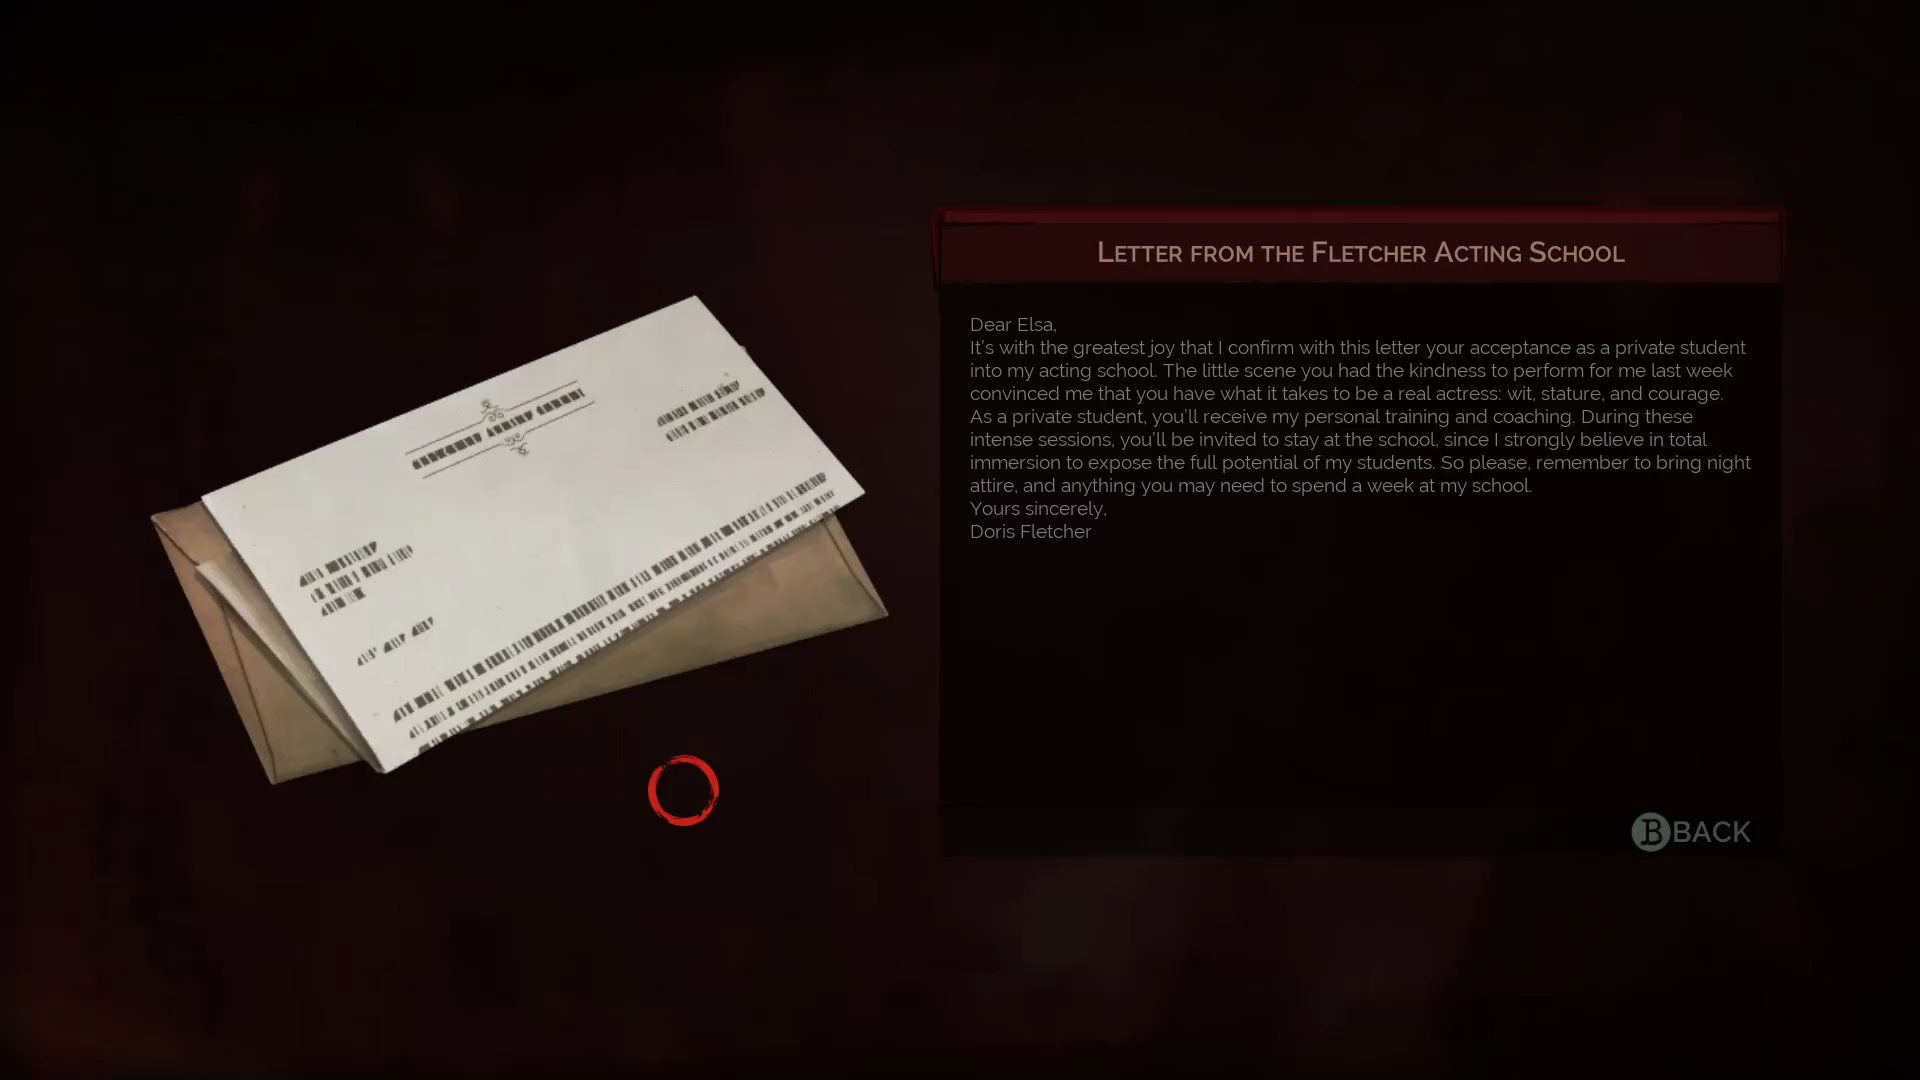 Letter from the Fletcher Acting School
Dear Elsa,
It's with the greatest joy that I confirm with this letter your acceptance as a private student
into my acting school. The little scene you had the kindness to perform for me last week
convinced me that you have what it takes to be a real actress: wit, stature, and courage.
As a private student, you'll receive my personal training and coaching. During these
intense sessions, you'll be invited to stay at the school, since I strongly believe in total
immersion to expose the full potential of my students. So please, remember to bring night
attire, and anything you may need to spend a week at my school.
Yours sincerely,
Doris Fletcher
B BACK